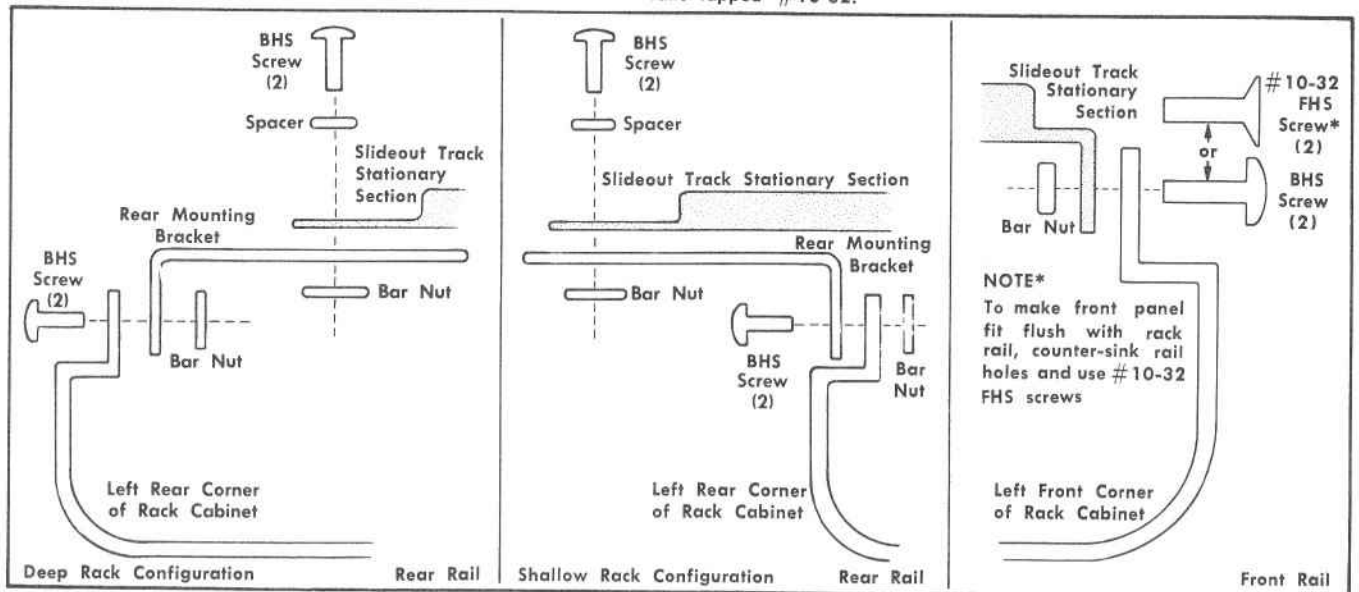 tapped #10-32.
BHS
Screw
(2)
Spacer
Slideout Track
Stationary
Section
Rear Mounting
Bracket
BHS
Screw
(2)
Bar Nut
Bar Nut
Left Rear Corner
of Rack Cabinet
Deep Rack Configuration
Rear Rail
BHS
Screw
(2)
Spacer
Slideout Track Stationary Section
Rear Mounting
Bracket
Bar Nut
BHS
Screw
(2)
Bar
Nut
Left Rear Corner
of Rack Cabinet
Shallow Rack Configuration
Rear Rail
Slideout Track
Stationary
Section
#10-32
FHS
Screw*
(2)
or
BHS
Screw
(2)
Bar Nut
NOTE*
To make front panel
fit flush with rack
rail, counter-sink rail
holes and use #10-32
FHS screws
Left Front Corner
of Rack Cabinet
Front Rail